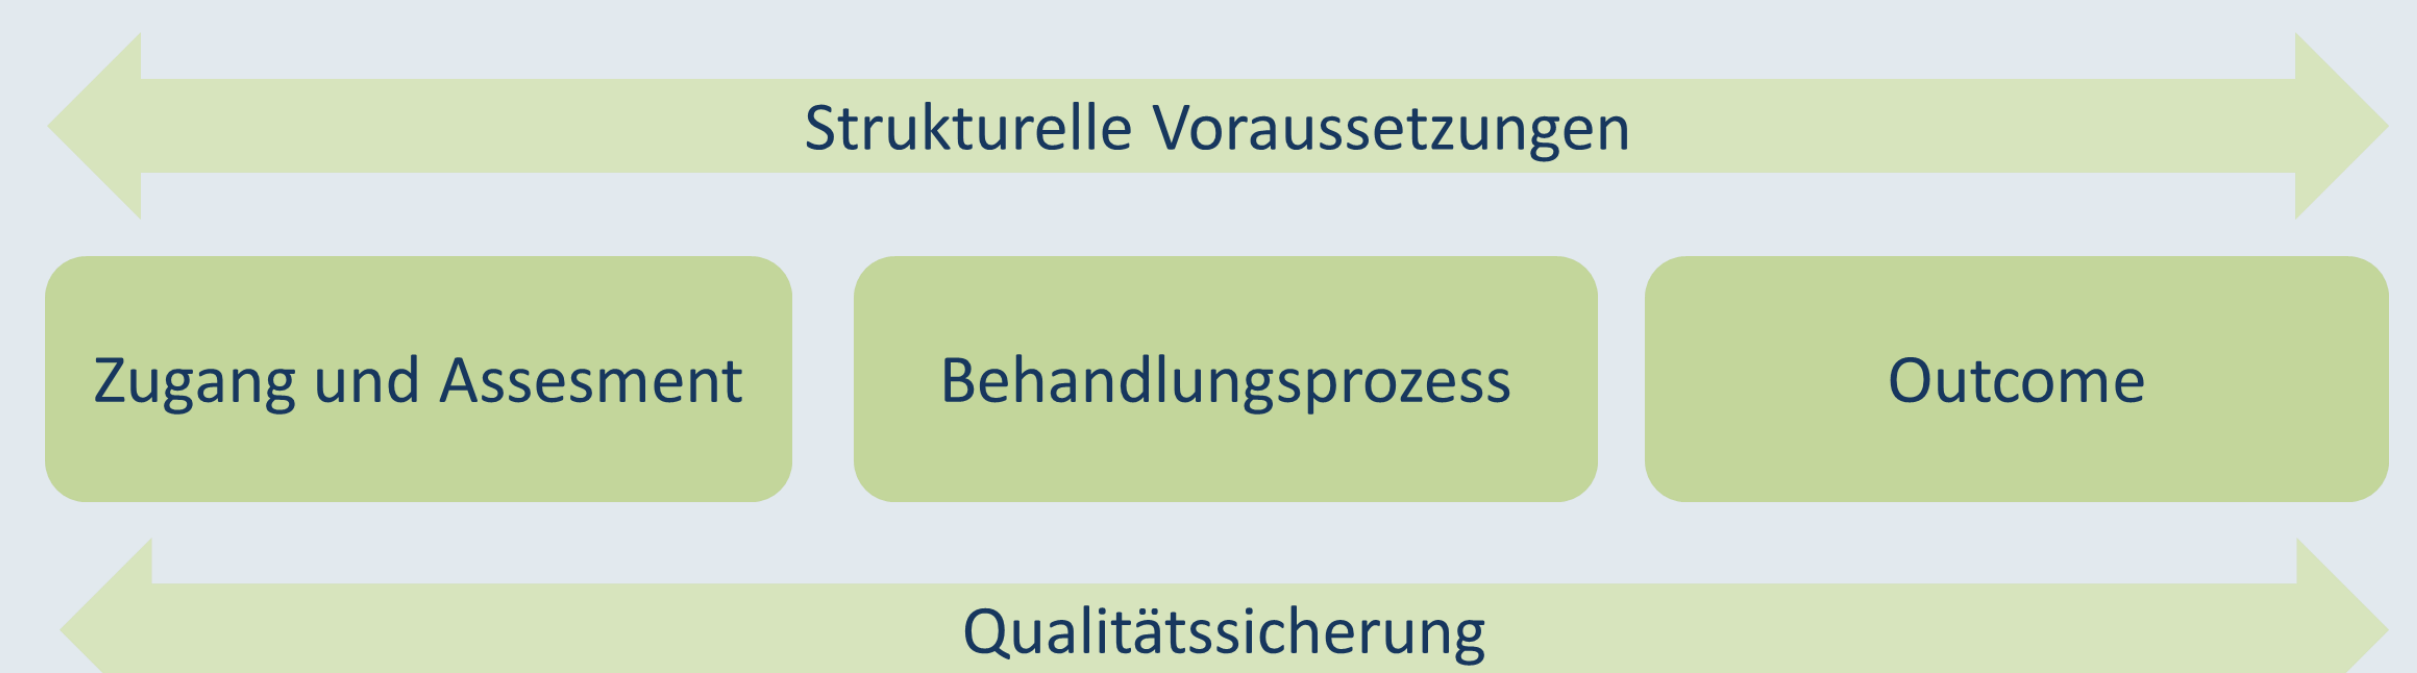 Strukturelle Voraussetzungen
Zugang und Assesment
Behandlungsprozess
Outcome
Qualitätssicherung